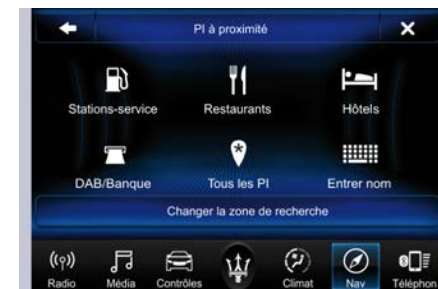 PI à proximité
Stations-service Restaurants Hôtels
DAB/Banque Tous les PI Entrer nom
Changer la zone de recherche
Radio Média Contrôles Climat Nav Téléphon